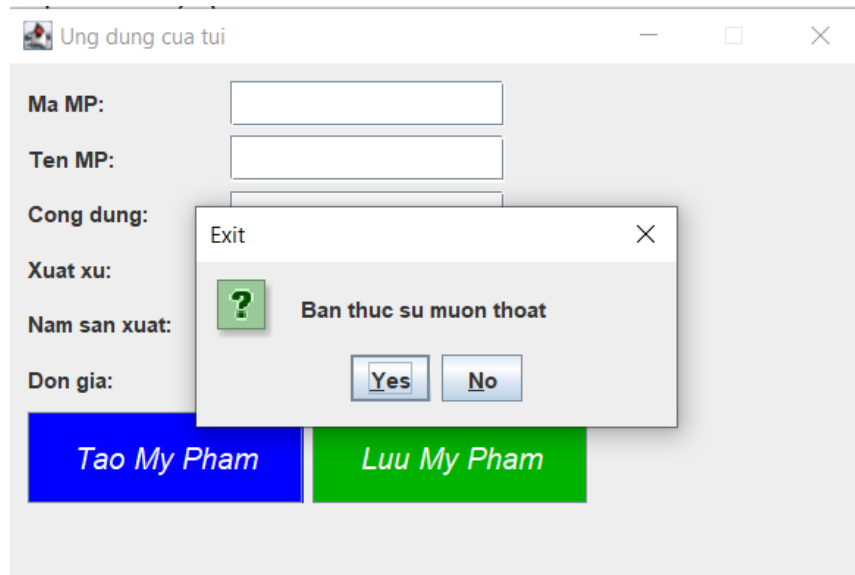 Ung dung cua tui
Ma MP:
Ten MP:
Cong dung:
Xuat xu:
Nam san xuat:
Don gia:
Exit
?
Ban thuc su muon thoat
Yes No
Tao My Pham Luu My Pham